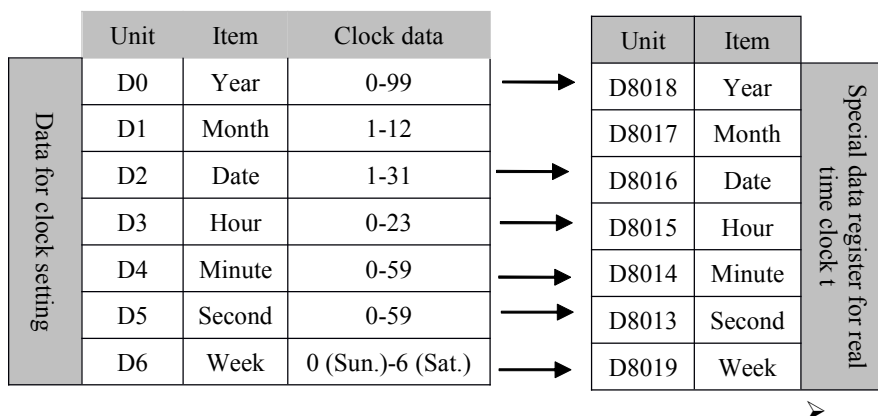 Unit Item Clock data
D0 Year 0-99
D1 Month 1-12
D2 Date 1-31
D3 Hour 0-23
D4 Minute 0-59
D5 Second 0-59
D6 Week 0 (Sun.)-6 (Sat.)
Data for clock setting
Unit Item
D8018 Year
D8017 Month
D8016 Date
D8015 Hour
D8014 Minute
D8013 Second
D8019 Week
Special data register for real
time clock t